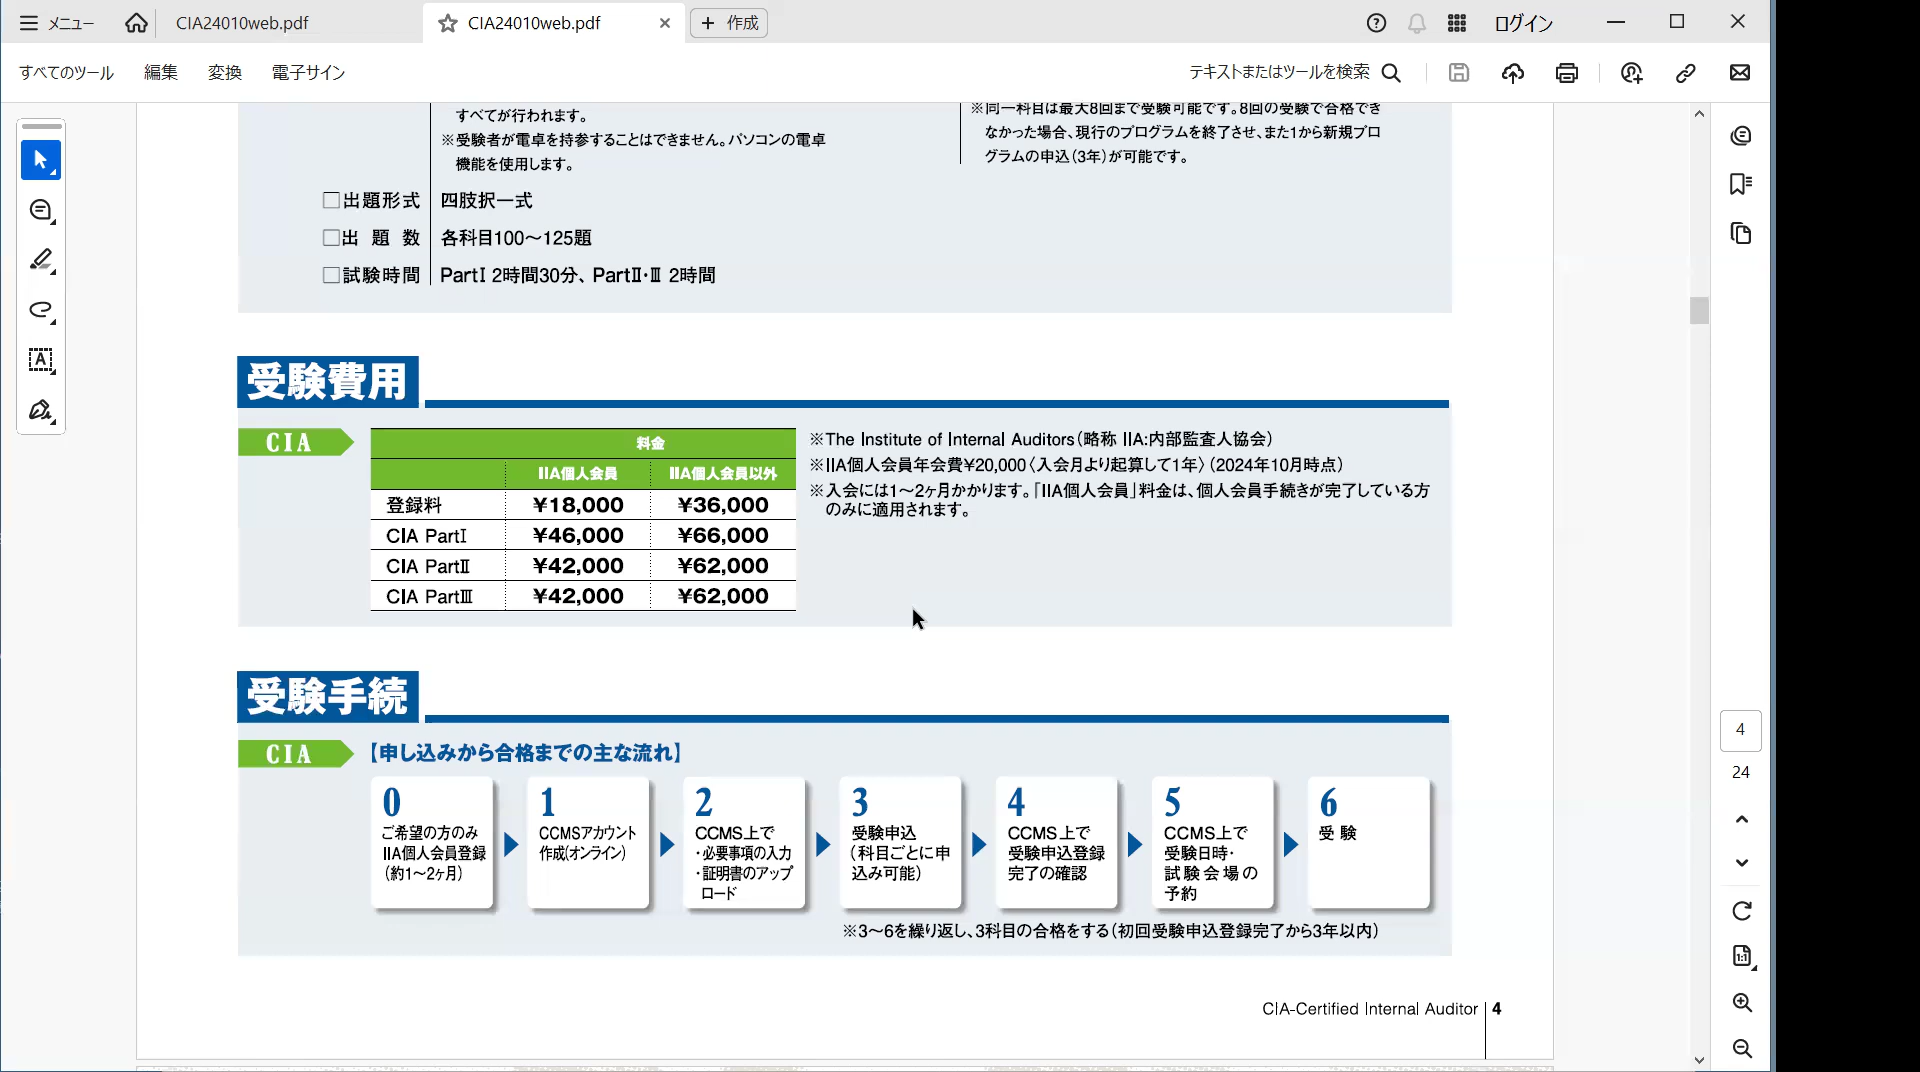 メニュー
CIA24010web.pdf
CIA24010web.pdf
作成
ログイン
すべてのツール
編集
変換
電子サイン
テキストまたはツールを検索
すべてが行われます。
※受験者が電卓を持参することはできません。パソコンの電卓
機能を使用します。
※同一科目は最大8回まで受験可能です。8回の受験で合格でき
なかった場合、現行のプログラムを終了させ、また1から新規プロ
グラムの申込(3年)が可能です。
□出題形式 四肢択一式
□出題数 各科目100〜125題
□試験時間 PartⅠ 2時間30分、PartⅡ・Ⅲ 2時間
受験費用
CIA
料金
IIA個人会員 IIA個人会員以外
登録料 ¥18,000 ¥36,000
CIA PartⅠ ¥46,000 ¥66,000
CIA PartⅡ ¥42,000 ¥62,000
CIA PartⅢ ¥42,000 ¥62,000
※The Institute of Internal Auditors(略称 IIA:内部監査人協会)
※IIA個人会員年会費¥20,000〈入会月より起算して1年〉(2024年10月時点)
※入会には1〜2ヶ月かかります。「IIA個人会員」料金は、個人会員手続きが完了している方
のみに適用されます。
受験手続
CIA
【申し込みから合格までの主な流れ】
0
ご希望の方のみ
IIA個人会員登録
(約1〜2ヶ月)
1
CCMSアカウント
作成(オンライン)
2
CCMS上で
・必要事項の入力
・証明書のアップ
ロード
3
受験申込
(科目ごとに申
込み可能)
4
CCMS上で
受験申込登録
完了の確認
5
CCMS上で
受験日時・
試験会場の
予約
6
受験
※3〜6を繰り返し、3科目の合格をする(初回受験申込登録完了から3年以内)
CIA-Certified Internal Auditor 4
4
24